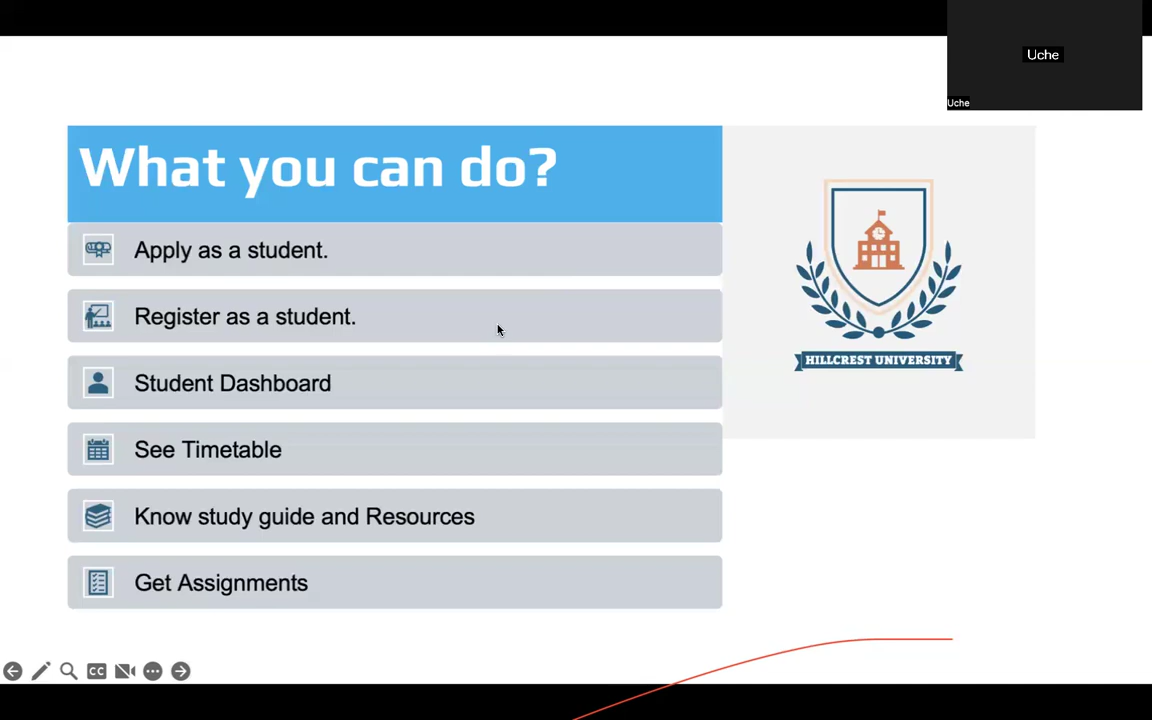 Uche
Uche
What you can do?
Apply as a student.
Register as a student.
Student Dashboard
See Timetable
Know study guide and Resources
Get Assignments
HILLCREST UNIVERSITY
CC